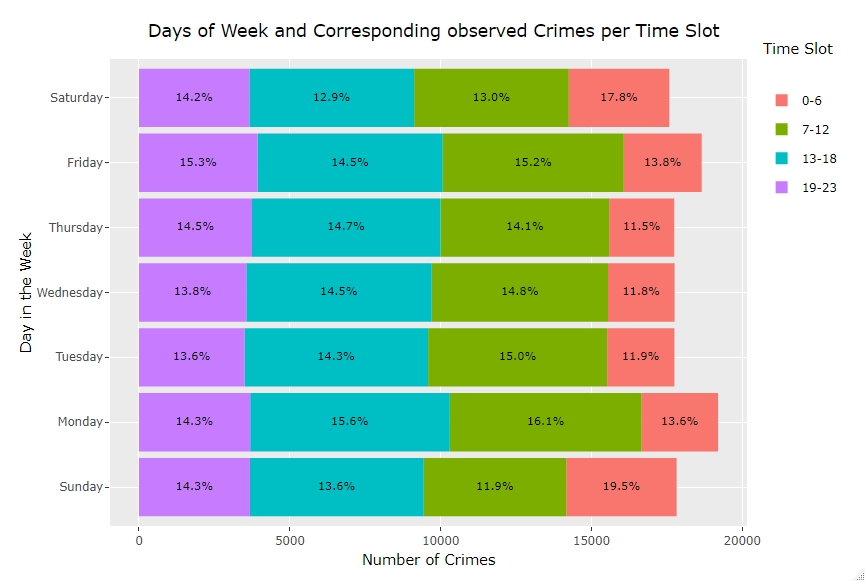 Days of Week and Corresponding observed Crimes per Time Slot
Time Slot
0-6
7-12
13-18
19-23
Day in the Week
Saturday
14.2% 12.9% 13.0% 17.8%
Friday
15.3% 14.5% 15.2% 13.8%
Thursday
14.5% 14.7% 14.1% 11.5%
Wednesday
13.8% 14.5% 14.8% 11.8%
Tuesday
13.6% 14.3% 15.0% 11.9%
Monday
14.3% 15.6% 16.1% 13.6%
Sunday
14.3% 13.6% 11.9% 19.5%
0 5000 10000 15000 20000
Number of Crimes